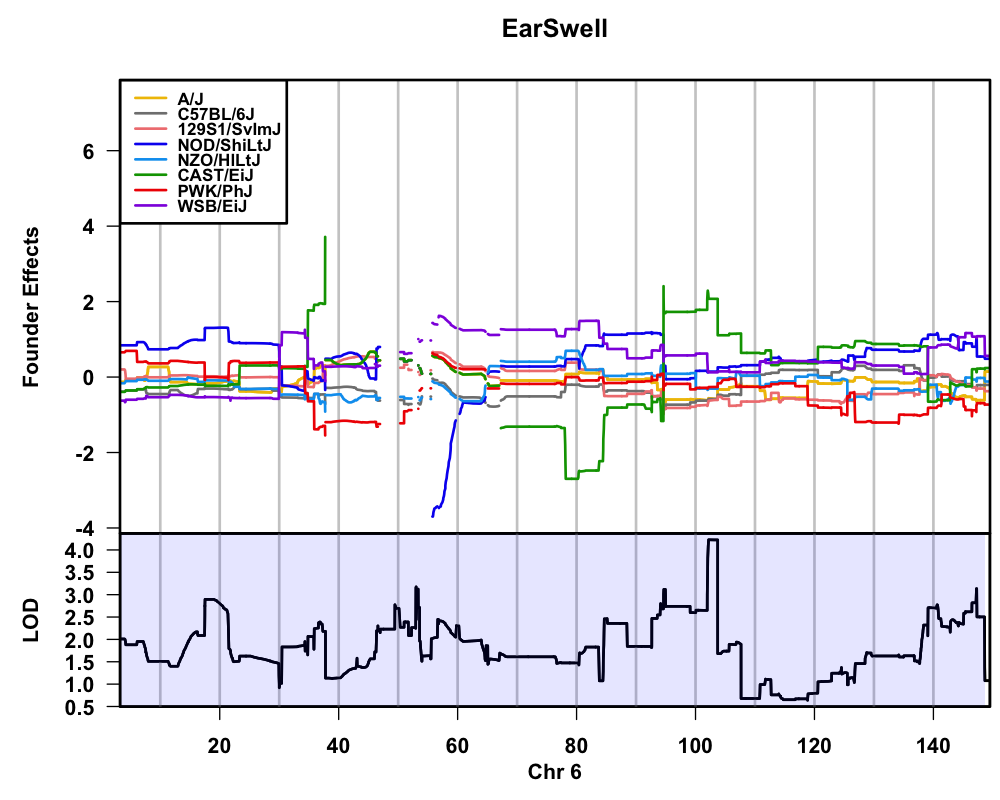 EarSwell
A/J
C57BL/6J
129S1/SvImJ
NOD/ShiLtJ
NZO/HlLtJ
CAST/EiJ
PWK/PhJ
WSB/EiJ
Founder Effects
6
4
2
0
-2
-4
LOD
4.0
3.5
3.0
2.5
2.0
1.5
1.0
0.5
20 40 60 80 100 120 140
Chr 6